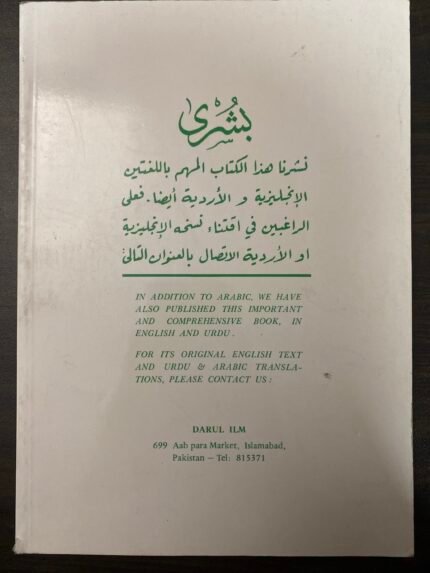 بُشْرى
نشرنا هذا الكتاب المهم باللغتين
الإنجليزية و الأردية أيضا . فعلى
الراغبين في اقتناء نسخه الإنجليزية
او الأردية الاتصال بالعنوان التالى:
IN ADDITION TO ARABIC, WE HAVE
ALSO PUBLISHED THIS IMPORTANT
AND COMPREHENSIVE BOOK, IN
ENGLISH AND URDU .
FOR ITS ORIGINAL ENGLISH TEXT
AND URDU & ARABIC TRANSLA–
TIONS, PLEASE CONTACT US :
DARUL ILM
699 Aab para Market, Islamabad,
Pakistan – Tel: 815371